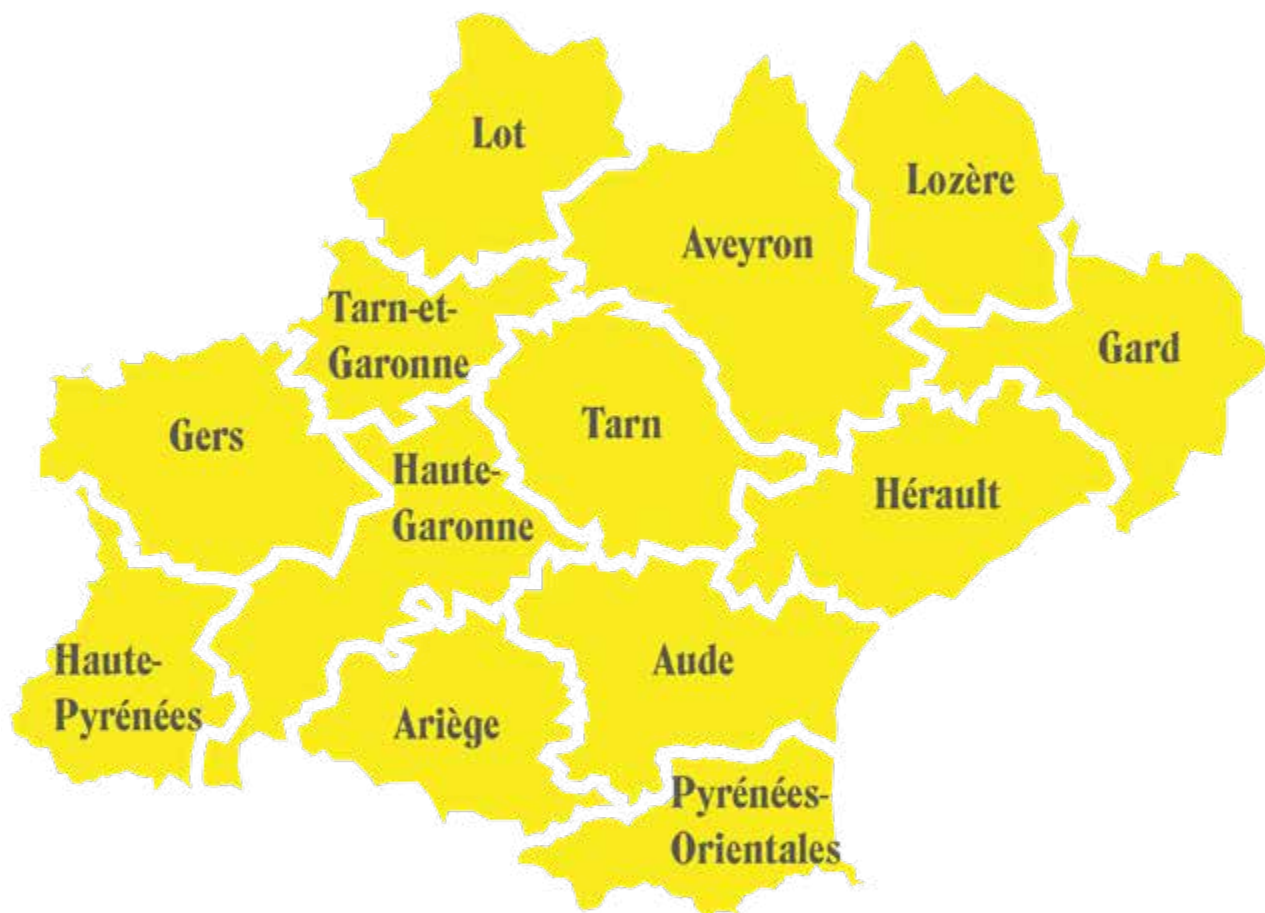 Lot
Lozère
Aveyron
Tarn-et-
Garonne
Gard
Gers
Tarn
Haute-
Garonne
Hérault
Haute-
Pyrénées
Aude
Ariège
Pyrénées-
Orientales